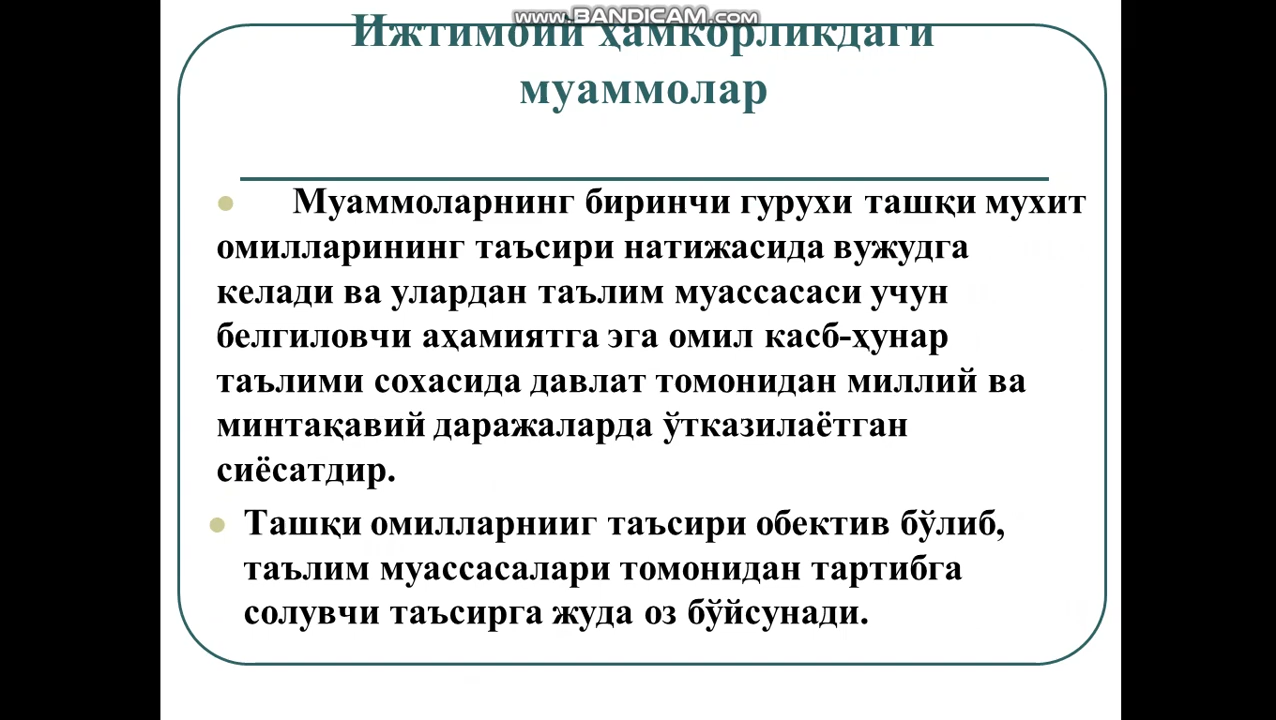 www.BANDICAM.com
Ижтимоий ҳамкорликдаги
муаммолар
Муаммоларнинг биринчи гурухи ташқи мухит
омилларининг таъсири натижасида вужудга
келади ва улардан таълим муассасаси учун
белгиловчи аҳамиятга эга омил касб-ҳунар
таълими сохасида давлат томонидан миллий ва
минтақавий даражаларда ўтказилаётган
сиёсатдир.
Ташқи омилларнииг таъсири обектив бўлиб,
таълим муассасалари томонидан тартибга
солувчи таъсирга жуда оз бўйсунади.